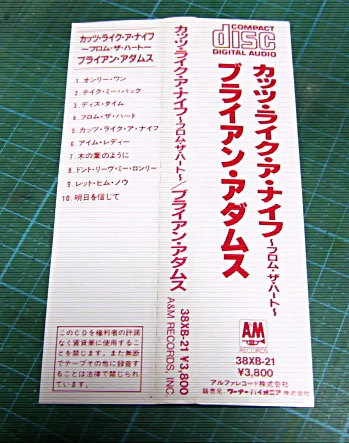 カッツ・ライク・ア・ナイフ
〜フロム・ザ・ハート〜
ブライアン・アダムス
1. オンリー・ワン
2. テイク・ミー・バック
3. ディス・タイム
4. フロム・ザ・ハート
5. カッツ・ライク・ア・ナイフ
6. アイム・レディー
7. 木の葉のように
8. ドント・リーヴ・ミー・ロンリー
9. レット・ヒム・ノウ
10. 明日を信じて
このCDを権利者の許諾
なく賃貸業に使用するこ
とを禁じます。また無断
でテープその他に録音す
ることは法律で禁じられ
ています。
カッツ・ライク・ア・ナイフ〜フロム・ザ・ハート〜/ブライアン・アダムス
38XB-21 ¥3,800
A&M RECORDS, INC.
COMPACT
disc
DIGITAL AUDIO
カッツ・ライク・ア・ナイフ〜フロム・ザ・ハート〜
ブライアン・アダムス
A&M
RECORDS
38XB-21
¥3,800
アルファレコード株式会社
販売元 ワーナー・パイオニア株式会社